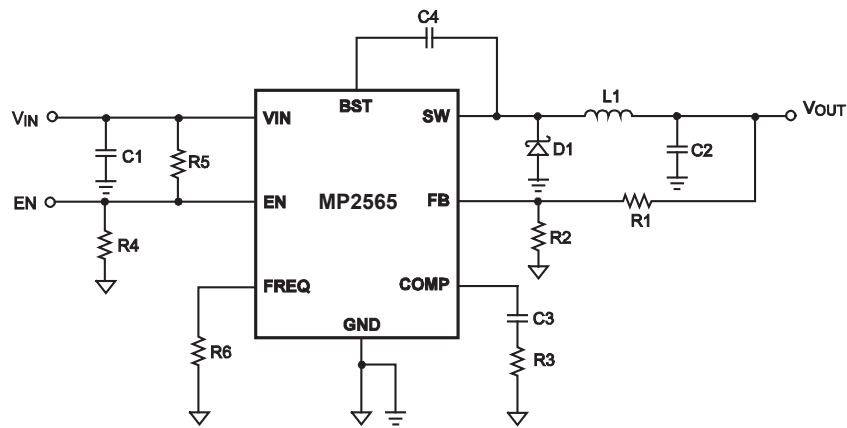 C4
BST
L1
VIN
VIN
SW
VOUT
C1
R5
D1
C2
EN
EN
MP2565
FB
R1
R4
R2
FREQ
COMP
C3
GND
R6
R3